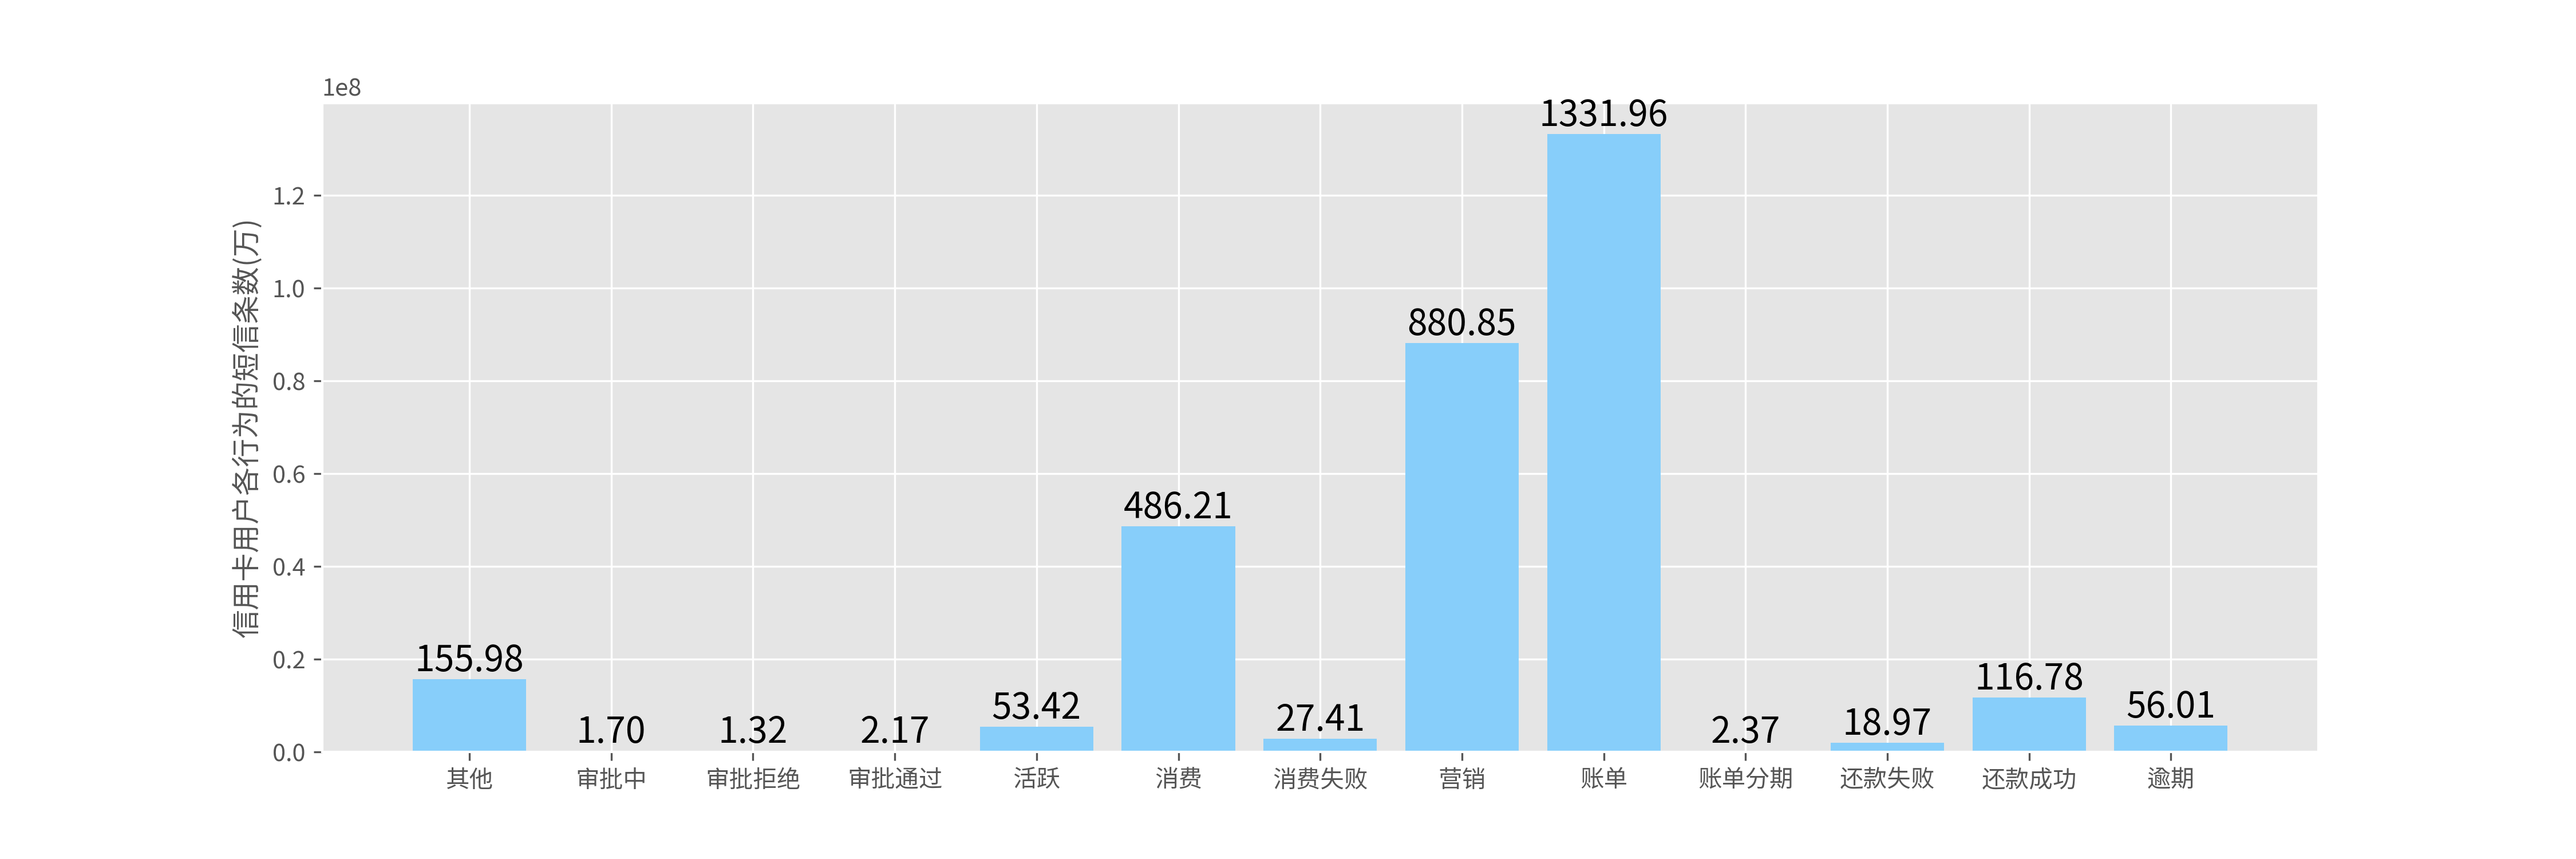 1e8
信用卡用户各行为的短信条数(万)
1.2
1.0
0.8
0.6
0.4
0.2
0.0
155.98
1.70
1.32
2.17
53.42
486.21
27.41
880.85
1331.96
2.37
18.97
116.78
56.01
其他
审批中
审批拒绝
审批通过
活跃
消费
消费失败
营销
账单
账单分期
还款失败
还款成功
逾期